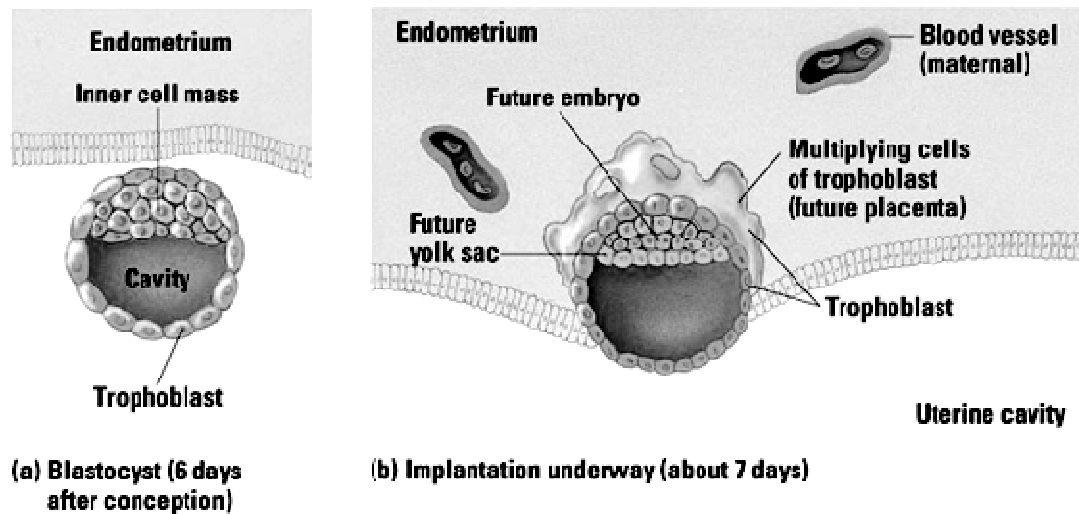 Endometrium
Inner cell mass
Cavity
Trophoblast
(a) Blastocyst (6 days
after conception)
Endometrium
Blood vessel
(maternal)
Future embryo
Multiplying cells
of trophoblast
(future placenta)
Future
yolk sac
Trophoblast
Uterine cavity
(b) Implantation underway (about 7 days)